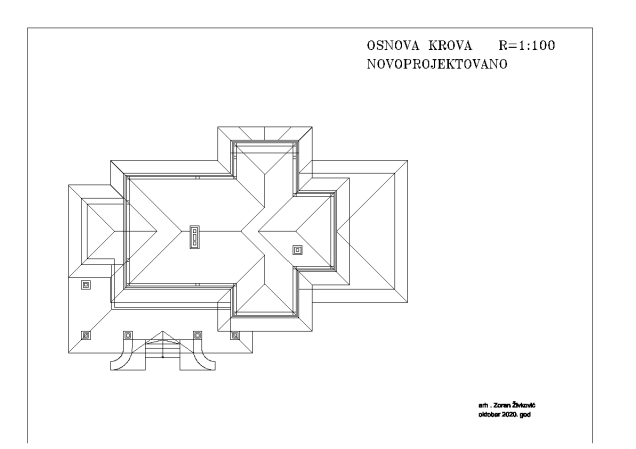 OSNOVA KROVA R=1:100
NOVOPROJEKTOVANO
arh . Zoran Živković
oktobar 2020. god